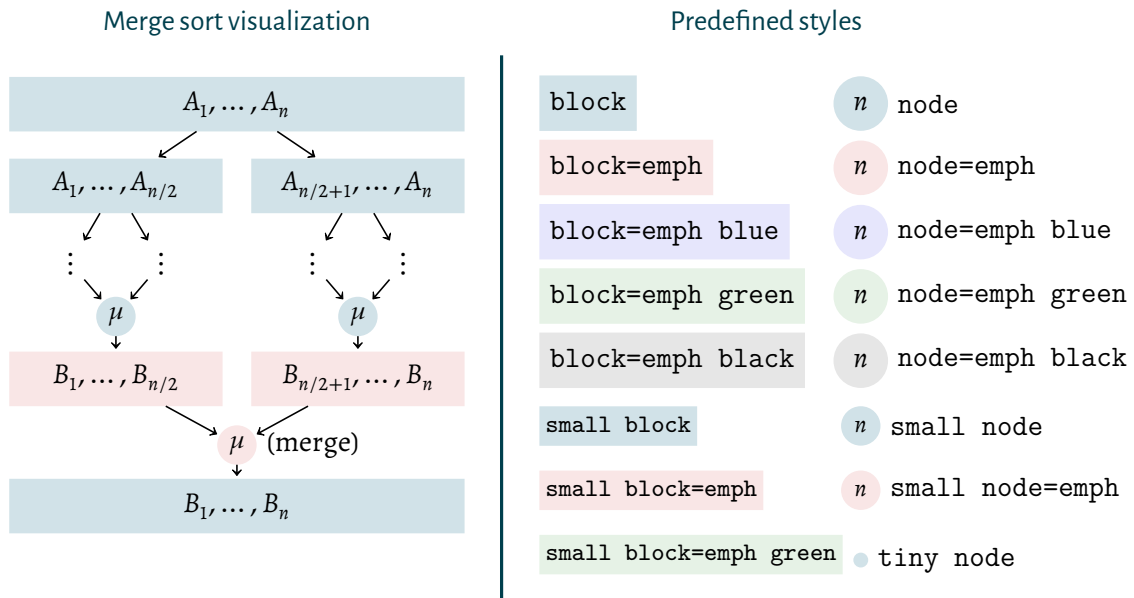 Merge sort visualization
A₁, … , Aₙ
A₁, … , Aₙ/₂
Aₙ/₂₊₁, … , Aₙ
⋮ ⋮ ⋮ ⋮
μ
μ
B₁, … , Bₙ/₂
Bₙ/₂₊₁, … , Bₙ
μ (merge)
B₁, … , Bₙ
Predefined styles
block
n node
block=emph
n node=emph
block=emph blue
n node=emph blue
block=emph green
n node=emph green
block=emph black
n node=emph black
small block
n small node
small block=emph
n small node=emph
small block=emph green
tiny node